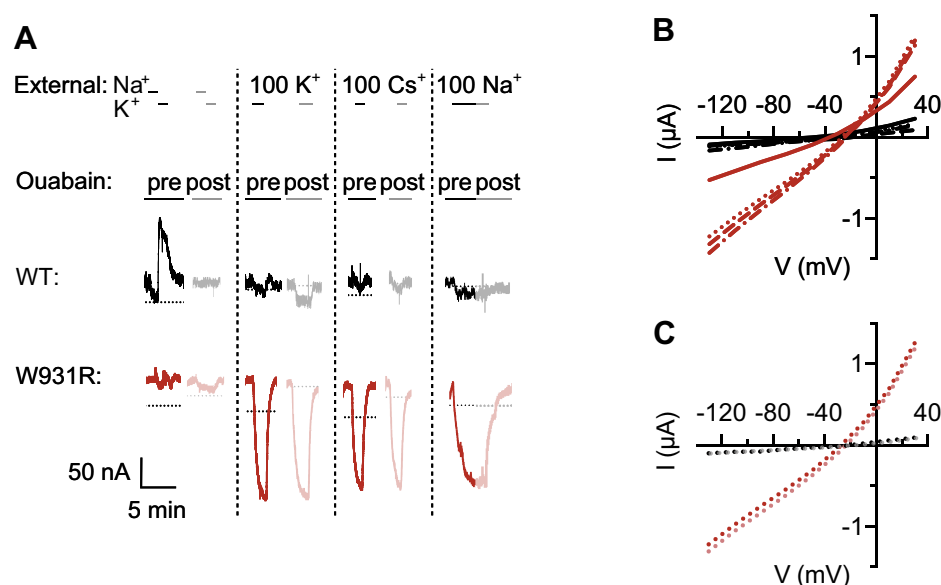 A
External: Na+
K+
100 K+
100 Cs+
100 Na+
Ouabain:
pre post
pre post
pre post
pre post
WT:
W931R:
50 nA
5 min
B
1
-120 -80 -40 40
I (µA)
-1
V (mV)
C
1
-120 -80 -40 40
I (µA)
-1
V (mV)